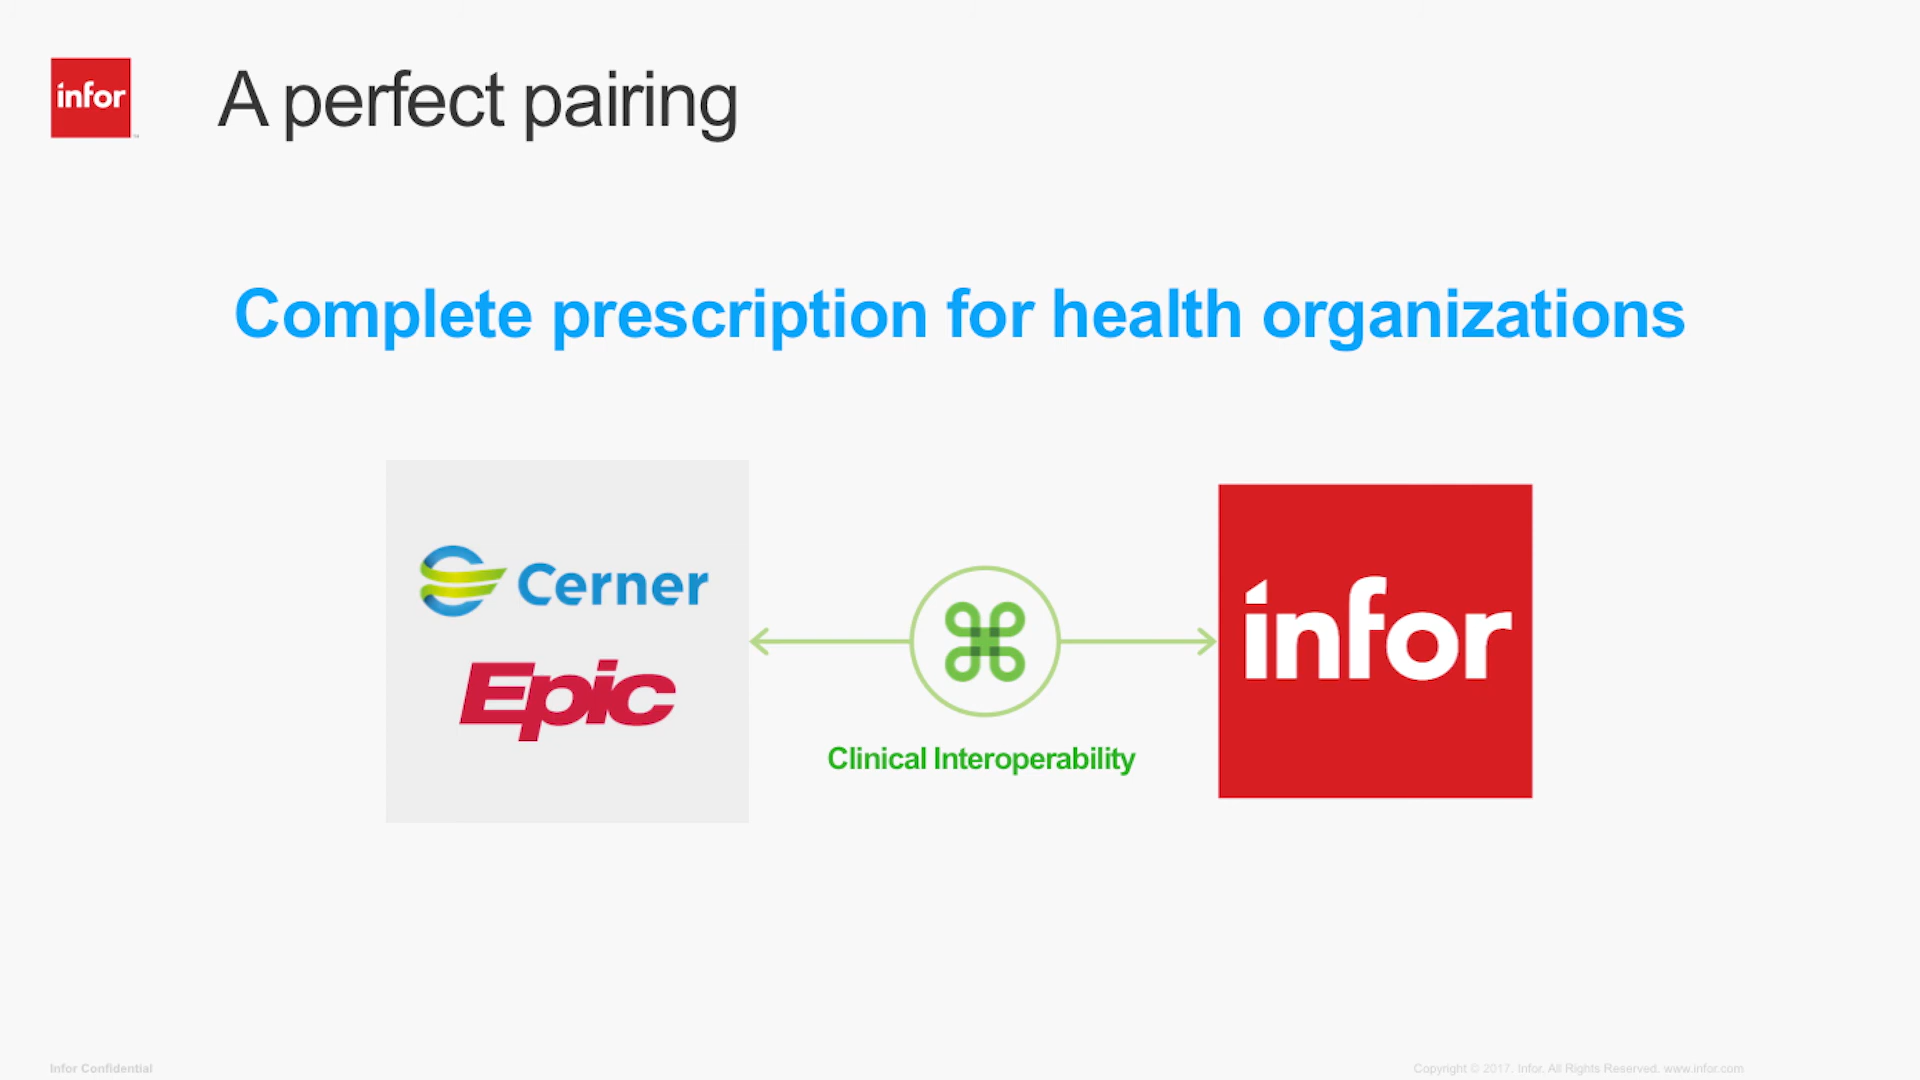 infor
A perfect pairing
Complete prescription for health organizations
Cerner
Epic
Clinical Interoperability
infor
Infor Confidential
Copyright © 2017. Infor. All Rights Reserved. www.infor.com